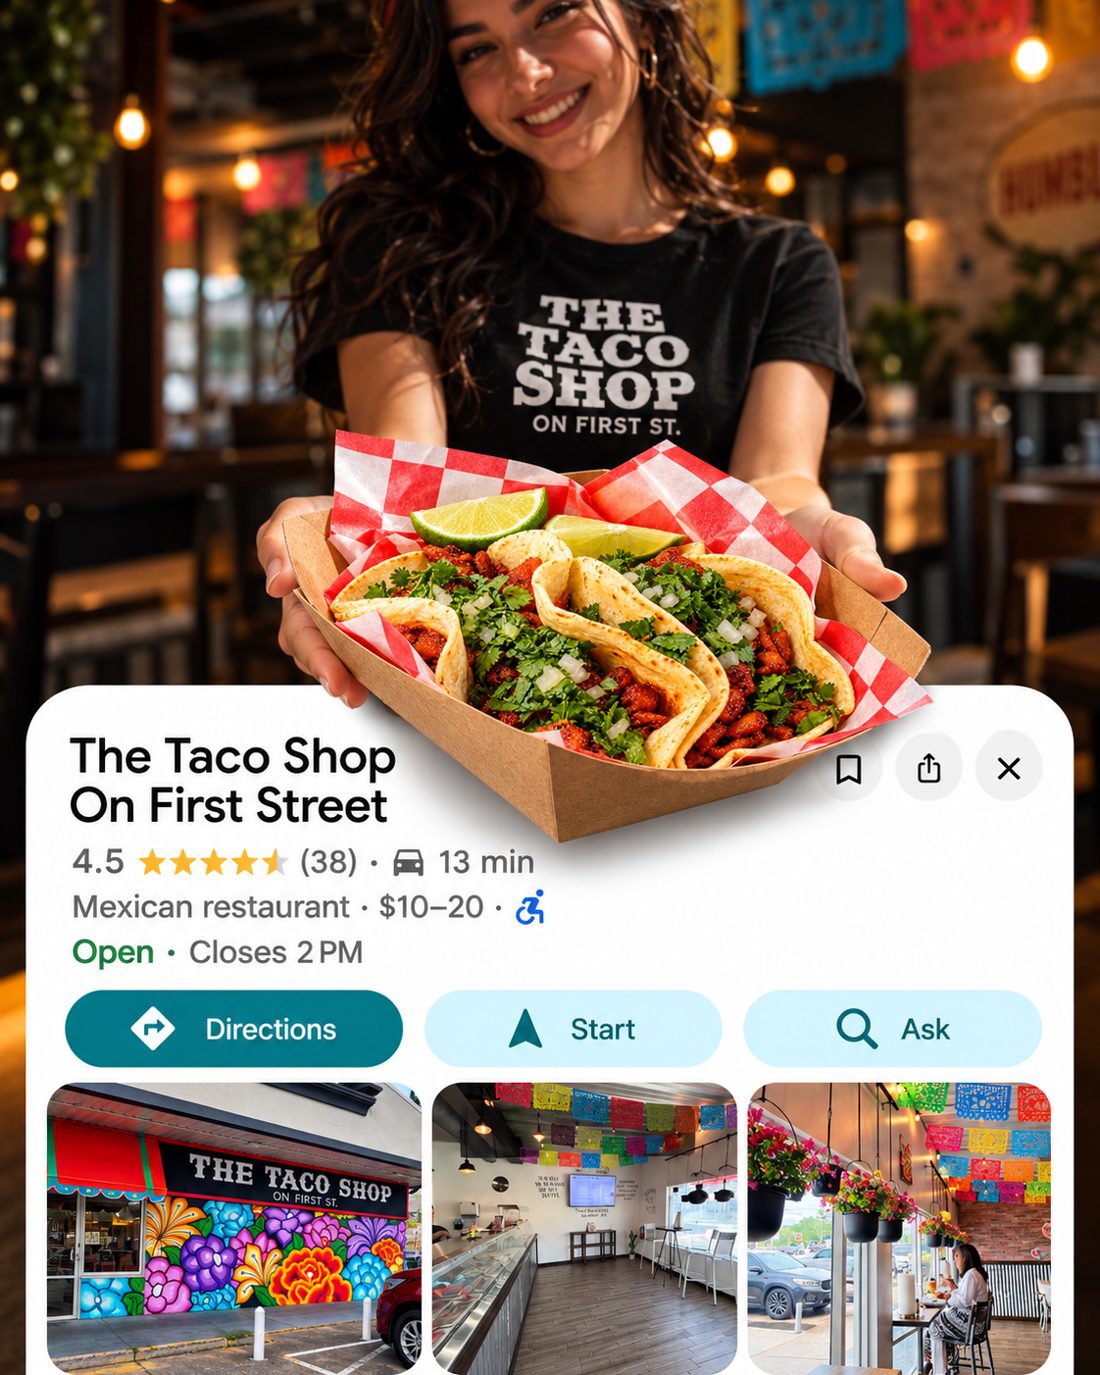 THE
TACO
SHOP
ON FIRST ST.
The Taco Shop
On First Street
4.5 (38) · 13 min
Mexican restaurant · $10–20 ·
Open · Closes 2 PM
Directions
Start
Ask
THE TACO SHOP
ON FIRST ST.